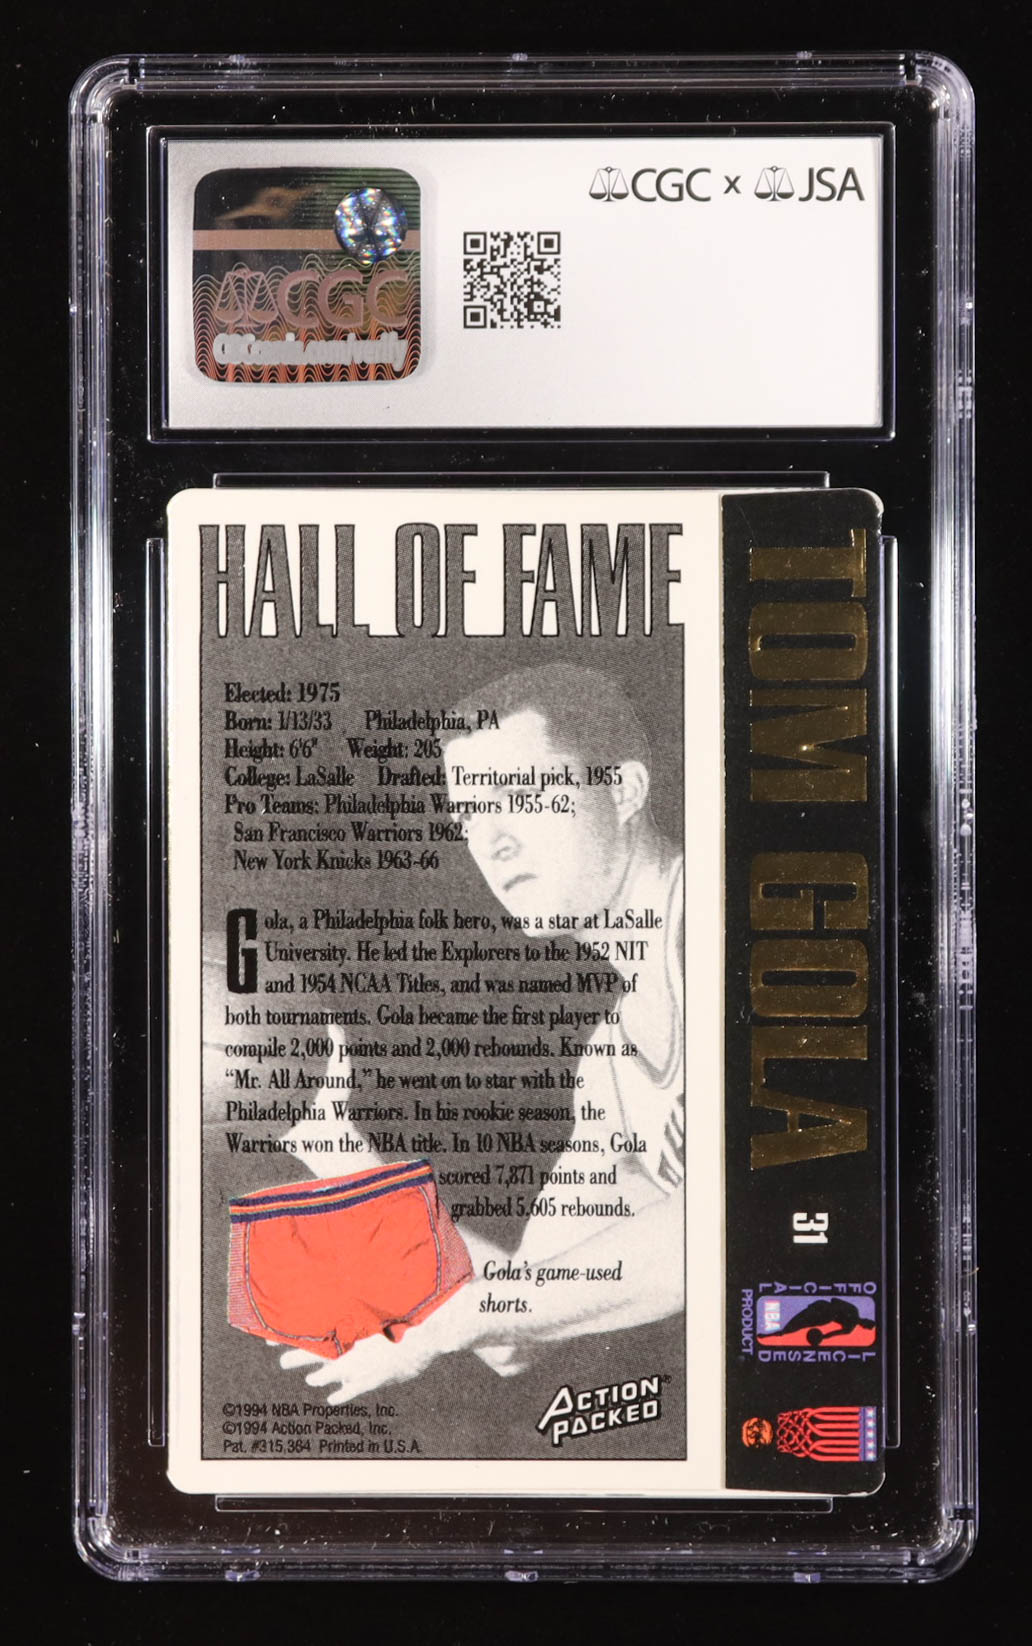 CGC x JSA
CGC
HALL OF FAME
Elected: 1975
Born: 1/13/33 Philadelphia, PA
Height: 6'6" Weight: 205
College: LaSalle Drafted: Territorial pick, 1955
Pro Teams: Philadelphia Warriors 1955-62;
San Francisco Warriors 1962;
New York Knicks 1963-66
Gola, a Philadelphia folk hero, was a star at LaSalle
University. He led the Explorers to the 1952 NIT
and 1954 NCAA Titles, and was named MVP of
both tournaments. Gola became the first player to
compile 2,000 points and 2,000 rebounds. Known as
“Mr. All Around,” he went on to star with the
Philadelphia Warriors. In his rookie season, the
Warriors won the NBA title. In 10 NBA seasons, Gola
scored 7,871 points and
grabbed 5,605 rebounds.
Gola's game-used
shorts.
ACTION
PACKED®
©1994 NBA Properties, Inc.
©1994 Action Packed, Inc.
Pat. #315,364 Printed in U.S.A.
TOM GOLA
31
OFFICIAL
NBA
LICENSED
PRODUCT